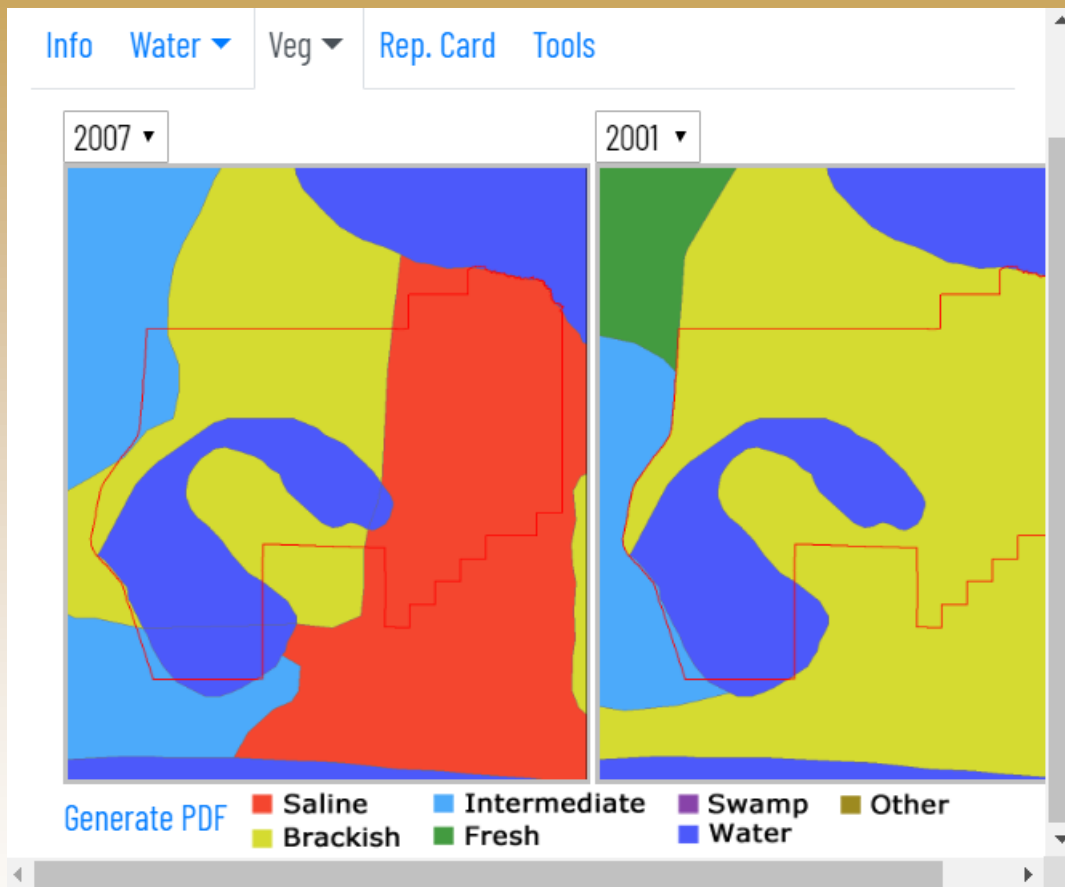 Info Water Veg Rep. Card Tools
2007 2001
Generate PDF Saline Intermediate Swamp Other
Brackish Fresh Water